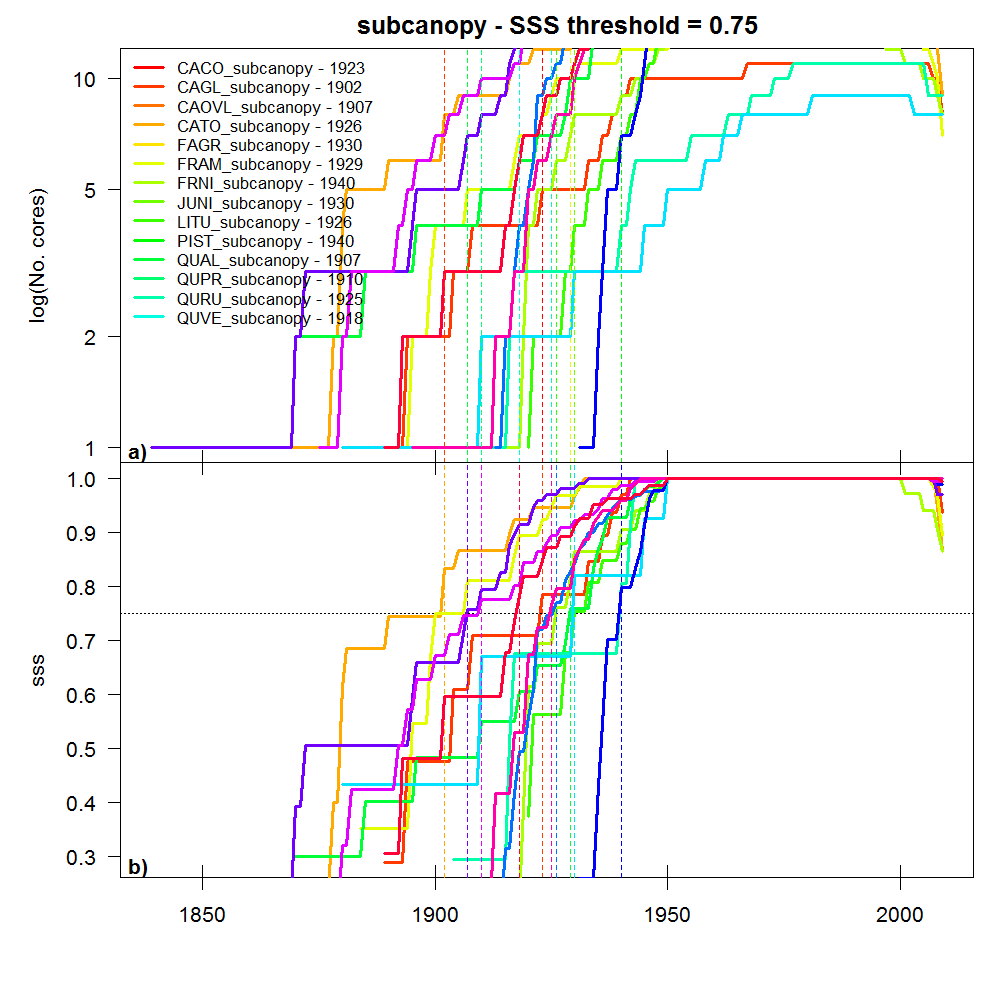 subcanopy - SSS threshold = 0.75
log(No. cores)
10
5
2
1
CACO_subcanopy - 1923
CAGL_subcanopy - 1902
CAOVL_subcanopy - 1907
CATO_subcanopy - 1926
FAGR_subcanopy - 1930
FRAM_subcanopy - 1929
FRNI_subcanopy - 1940
JUNI_subcanopy - 1930
LITU_subcanopy - 1926
PIST_subcanopy - 1940
QUAL_subcanopy - 1907
QUPR_subcanopy - 1910
QURU_subcanopy - 1925
QUVE_subcanopy - 1918
a)
sss
1.0
0.9
0.8
0.7
0.6
0.5
0.4
0.3
b)
1850 1900 1950 2000